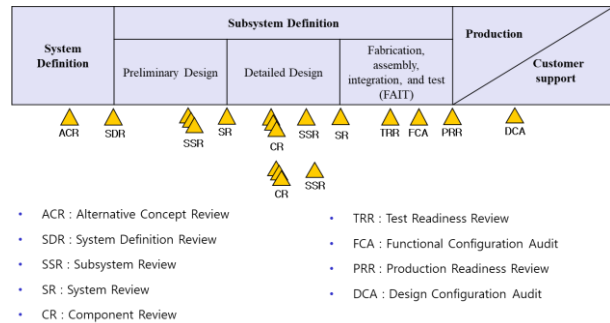 Subsystem Definition
System
Definition
Preliminary Design
Detailed Design
Fabrication,
assembly,
integration, and test
(FAIT)
Production
Customer
support
ACR
SDR
SSR
SR
CR
SSR
SR
TRR
FCA
PRR
DCA
CR
SSR
• ACR : Alternative Concept Review
• SDR : System Definition Review
• SSR : Subsystem Review
• SR : System Review
• CR : Component Review
• TRR : Test Readiness Review
• FCA : Functional Configuration Audit
• PRR : Production Readiness Review
• DCA : Design Configuration Audit